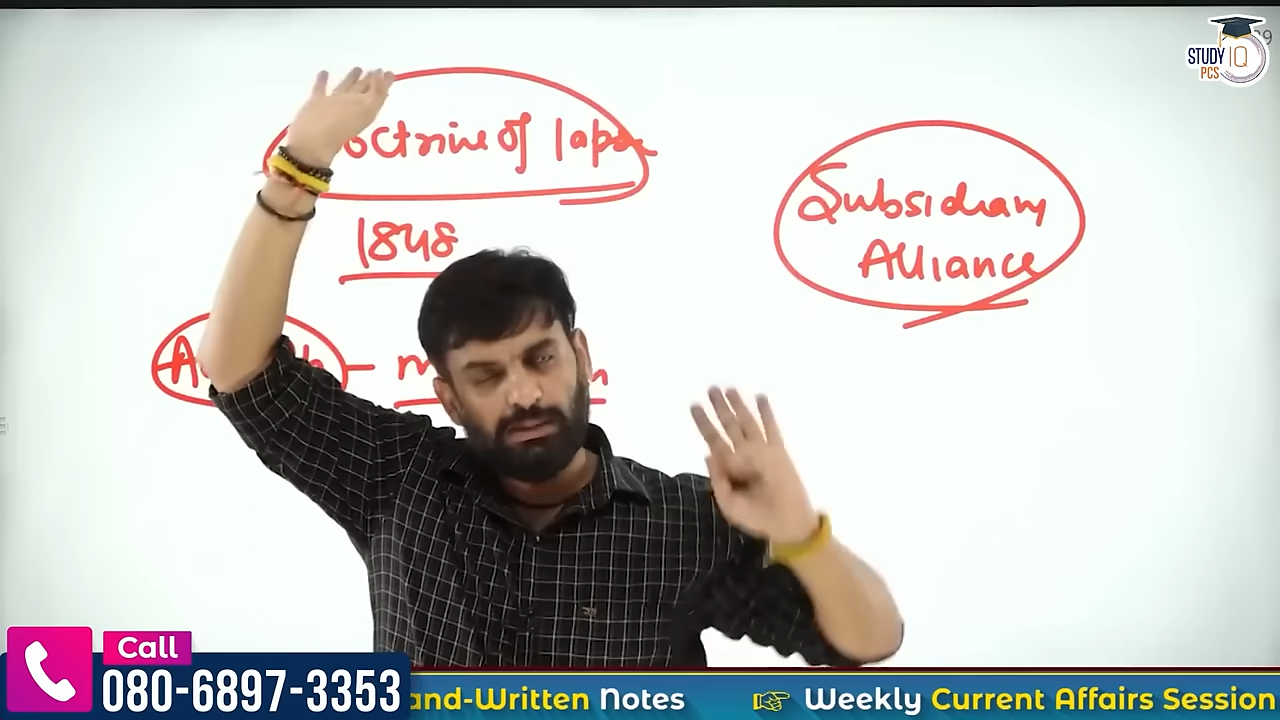 STUDY IQ
PCS
Doctrine of lapse
1848
Subsidiary
Alliance
Call
080-6897-3353
and-Written Notes
Weekly Current Affairs Session